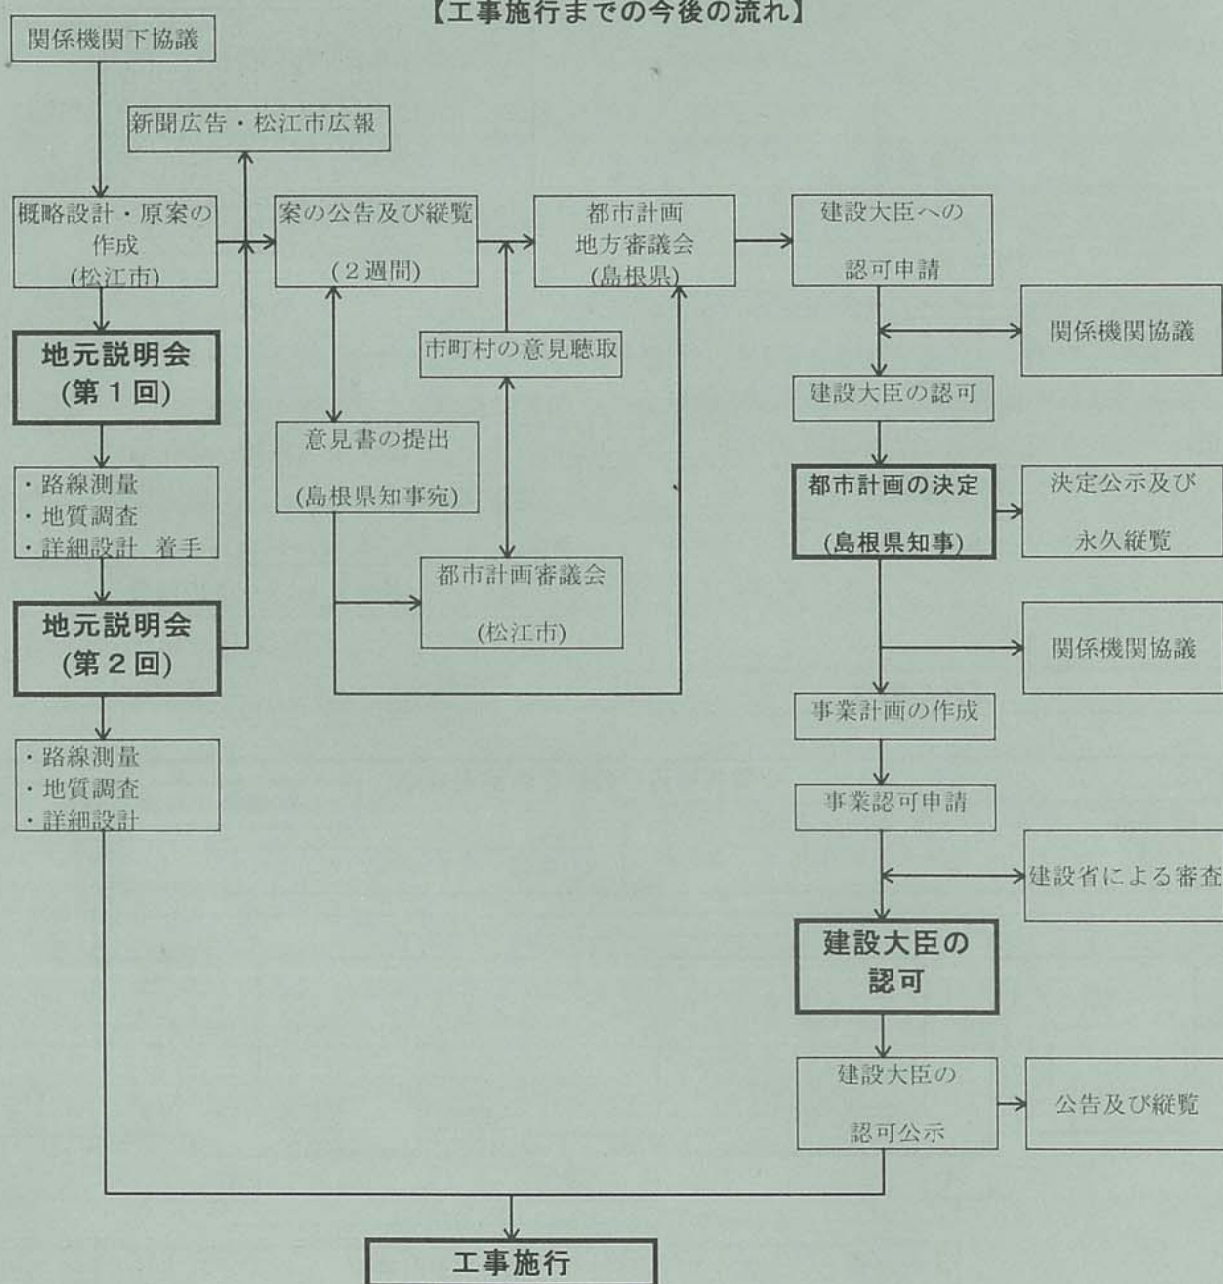 【工事施行までの今後の流れ】
関係機関下協議
新聞広告・松江市広報
概略設計・原案の
作成
(松江市)
案の公告及び縦覧
(2週間)
都市計画
地方審議会
(島根県)
建設大臣への
認可申請
関係機関協議
地元説明会
(第1回)
市町村の意見聴取
建設大臣の認可
意見書の提出
(島根県知事宛)
・路線測量
・地質調査
・詳細設計 着手
都市計画の決定
(島根県知事)
決定公示及び
永久縦覧
都市計画審議会
(松江市)
地元説明会
(第2回)
関係機関協議
事業計画の作成
・路線測量
・地質調査
・詳細設計
事業認可申請
建設省による審査
建設大臣の
認可
建設大臣の
認可公示
公告及び縦覧
工事施行